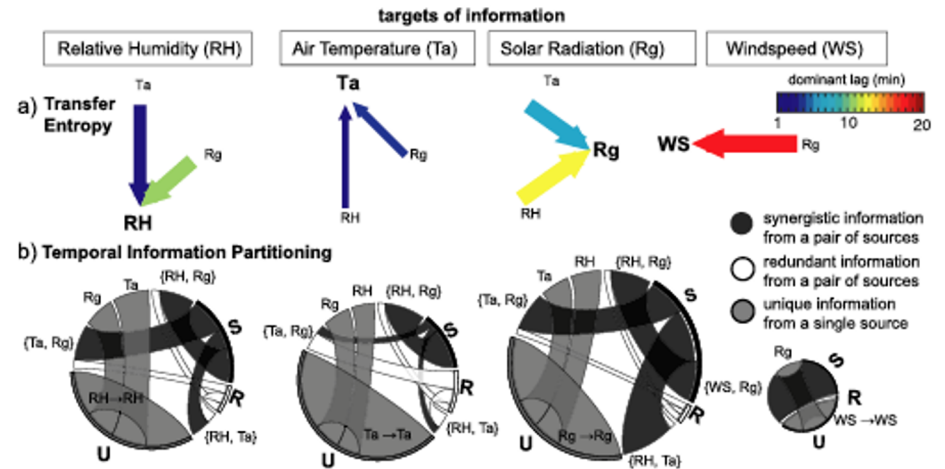 targets of information
Relative Humidity (RH)
Air Temperature (Ta)
Solar Radiation (Rg)
Windspeed (WS)
a) Transfer
Entropy
Ta
Rg
RH
Ta
Rg
RH
Ta
Rg
RH
WS
Rg
dominant lag (min)
1
10
20
synergistic information
from a pair of sources
redundant information
from a pair of sources
unique information
from a single source
b) Temporal Information Partitioning
{RH, Rg}
Ta
Rg
{Ta, Rg}
S
R
{RH, Ta}
U
RH→RH
{RH, Rg}
RH
Rg
{Ta, Rg}
S
R
{RH, Ta}
U
Ta→Ta
{RH, Rg}
RH
Ta
{Ta, Rg}
S
{WS, Rg}
R
{RH, Ta}
U
Rg→Rg
Rg
S
R
WS→WS
U